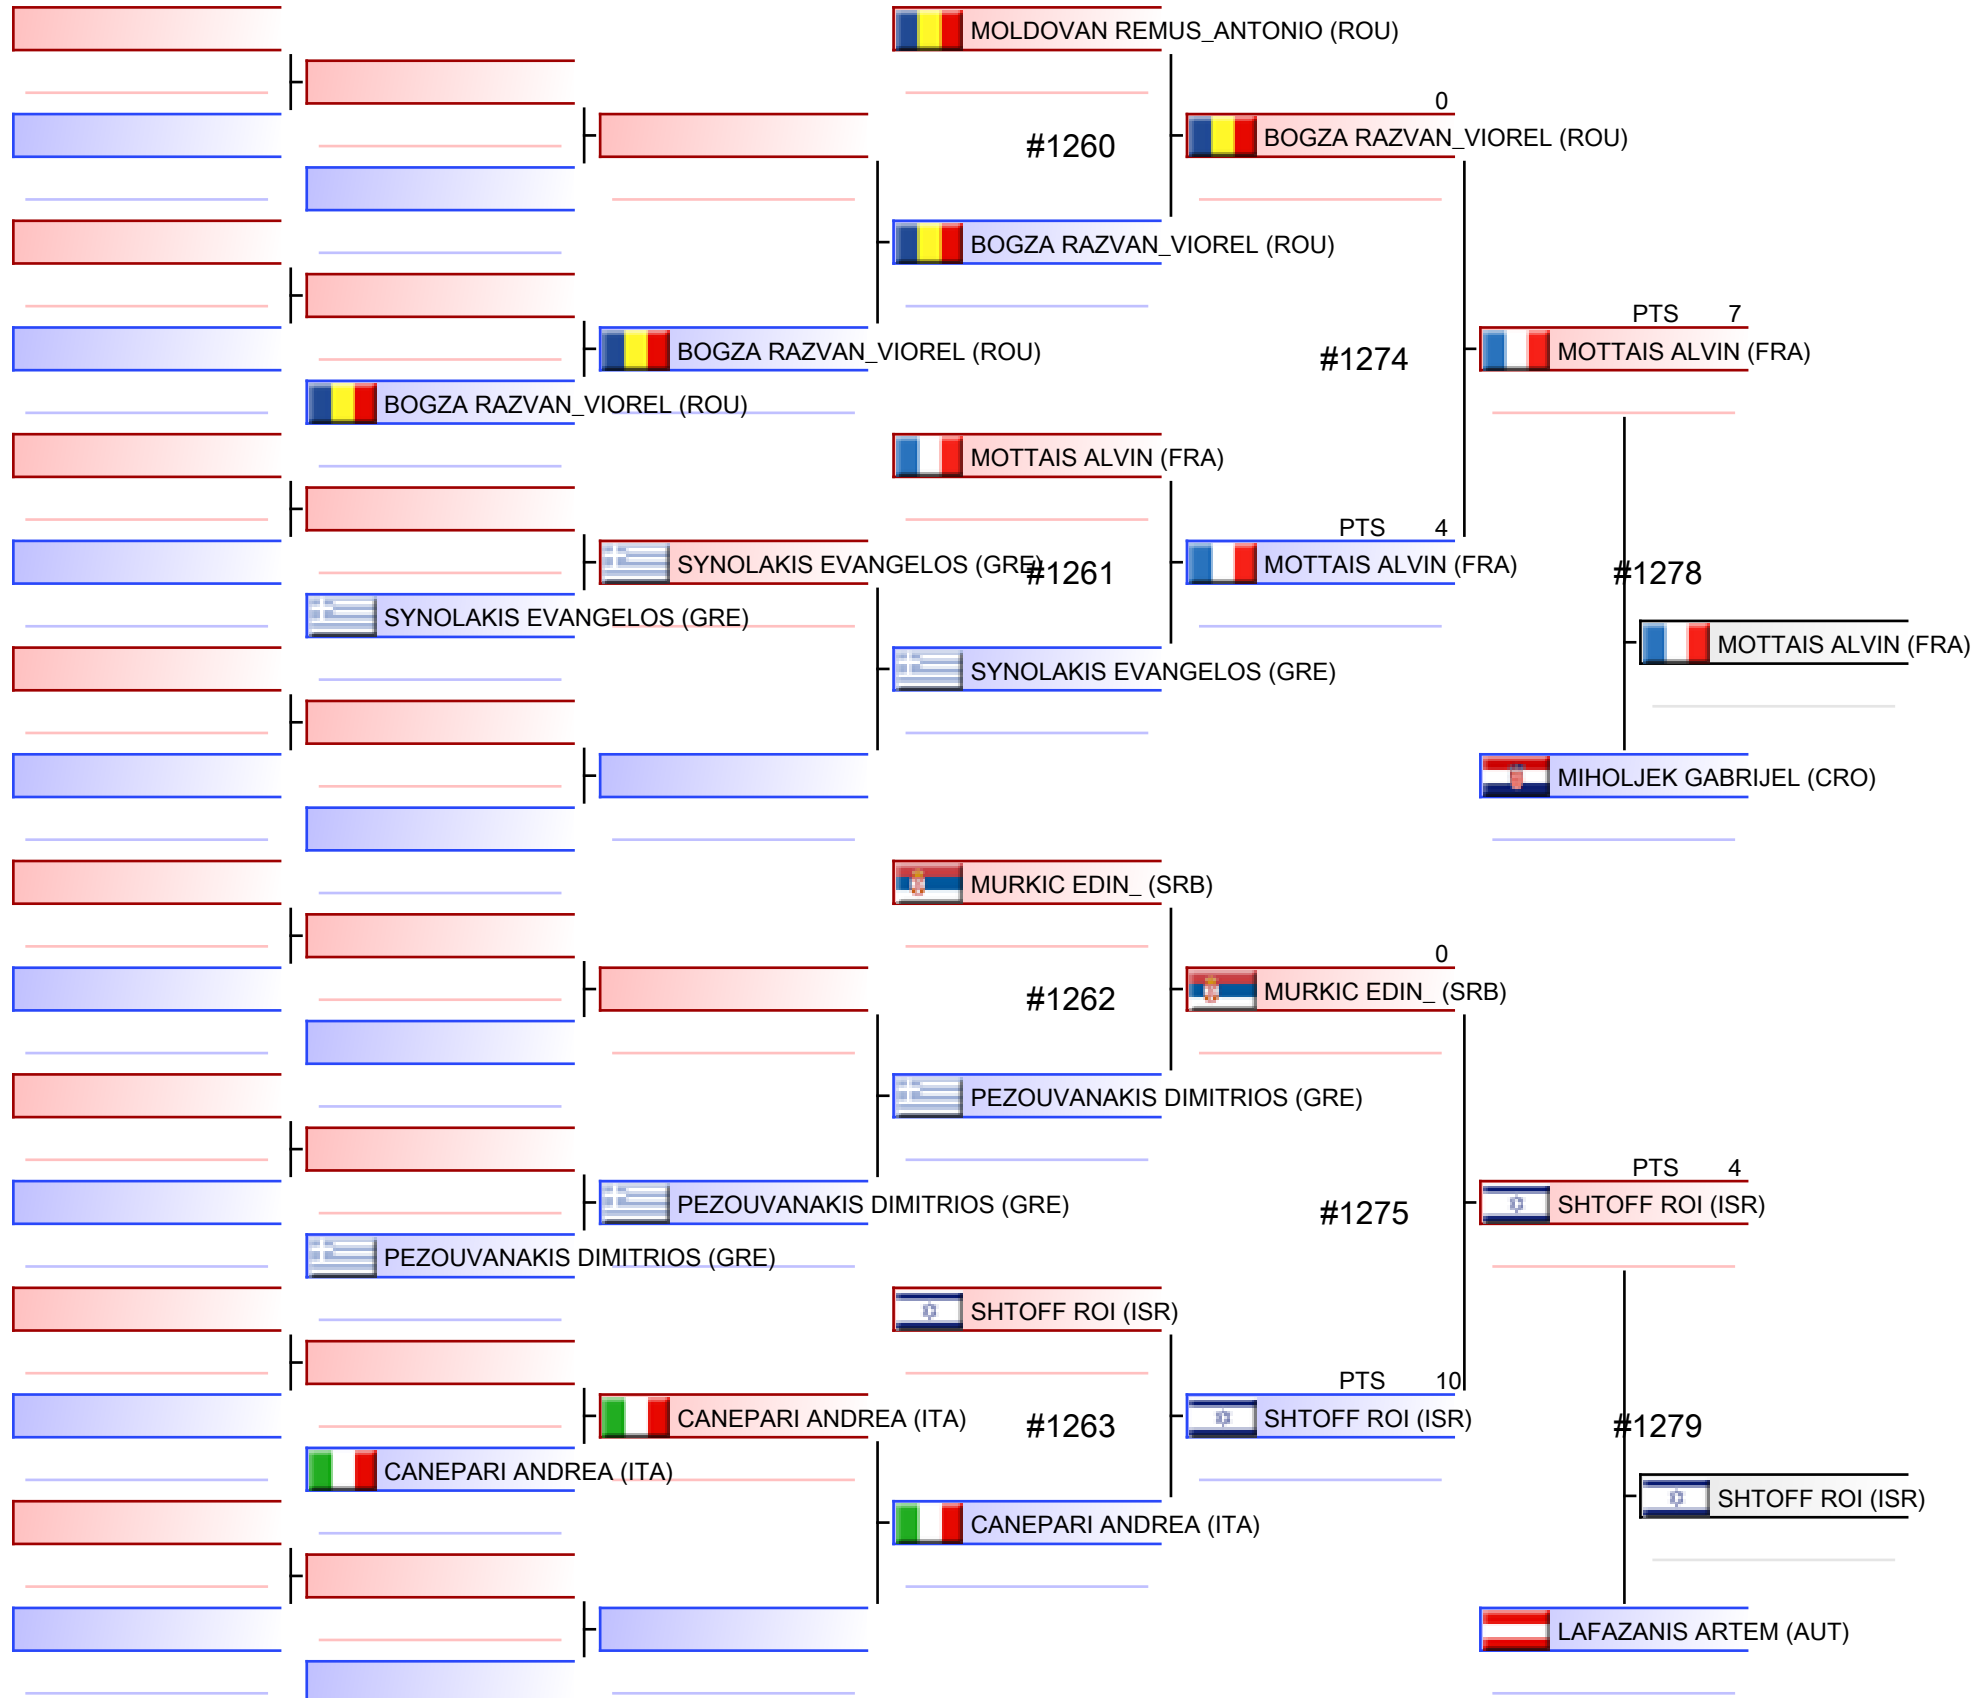 MOLDOVAN REMUS_ANTONIO (ROU)
0
#1260
BOGZA RAZVAN_VIOREL (ROU)
BOGZA RAZVAN_VIOREL (ROU)
PTS 7
BOGZA RAZVAN_VIOREL (ROU)
#1274
MOTTAIS ALVIN (FRA)
BOGZA RAZVAN_VIOREL (ROU)
MOTTAIS ALVIN (FRA)
PTS 4
SYNOLAKIS EVANGELOS (GRE)
#1261
MOTTAIS ALVIN (FRA)
#1278
SYNOLAKIS EVANGELOS (GRE)
MOTTAIS ALVIN (FRA)
SYNOLAKIS EVANGELOS (GRE)
MIHOLJEK GABRIJEL (CRO)
MURKIC EDIN_ (SRB)
0
#1262
MURKIC EDIN_ (SRB)
PEZOUVANAKIS DIMITRIOS (GRE)
PTS 4
PEZOUVANAKIS DIMITRIOS (GRE)
#1275
SHTOFF ROI (ISR)
PEZOUVANAKIS DIMITRIOS (GRE)
SHTOFF ROI (ISR)
PTS 10
CANEPARI ANDREA (ITA)
#1263
SHTOFF ROI (ISR)
#1279
CANEPARI ANDREA (ITA)
SHTOFF ROI (ISR)
CANEPARI ANDREA (ITA)
LAFAZANIS ARTEM (AUT)